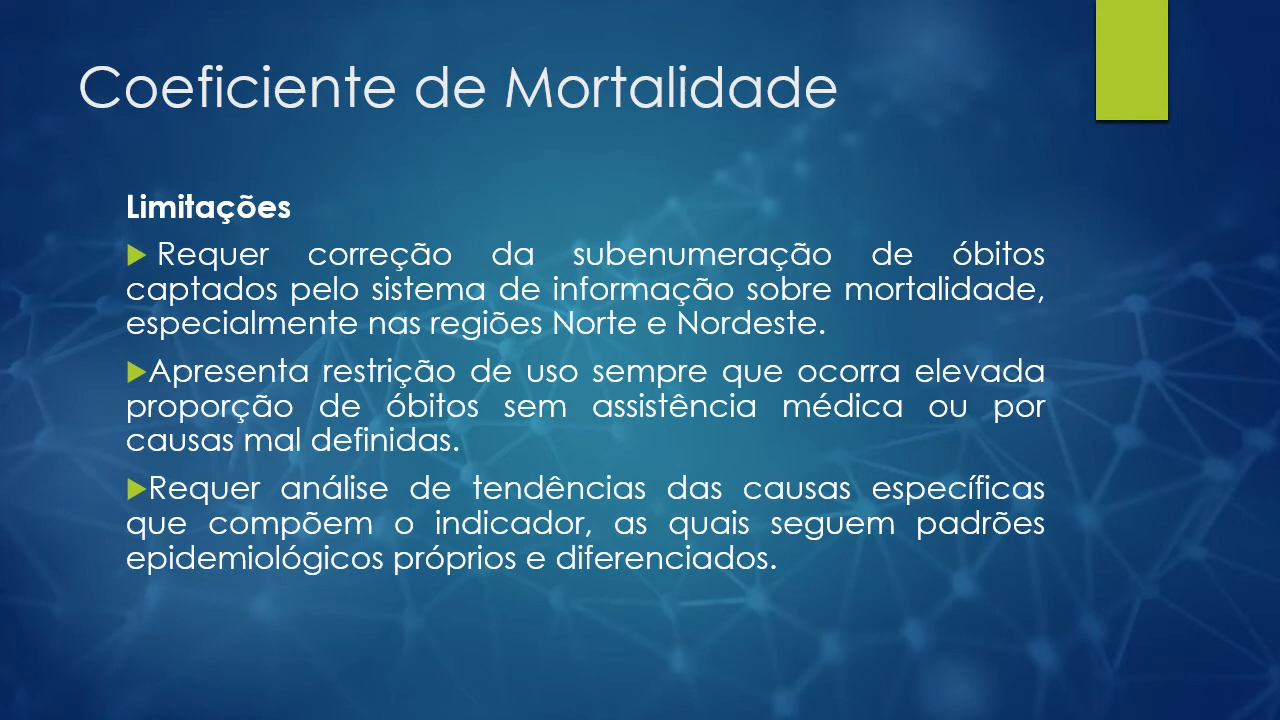 Coeficiente de Mortalidade
Limitações
Requer correção da subenumeração de óbitos
captados pelo sistema de informação sobre mortalidade,
especialmente nas regiões Norte e Nordeste.
Apresenta restrição de uso sempre que ocorra elevada
proporção de óbitos sem assistência médica ou por
causas mal definidas.
Requer análise de tendências das causas específicas
que compõem o indicador, as quais seguem padrões
epidemiológicos próprios e diferenciados.